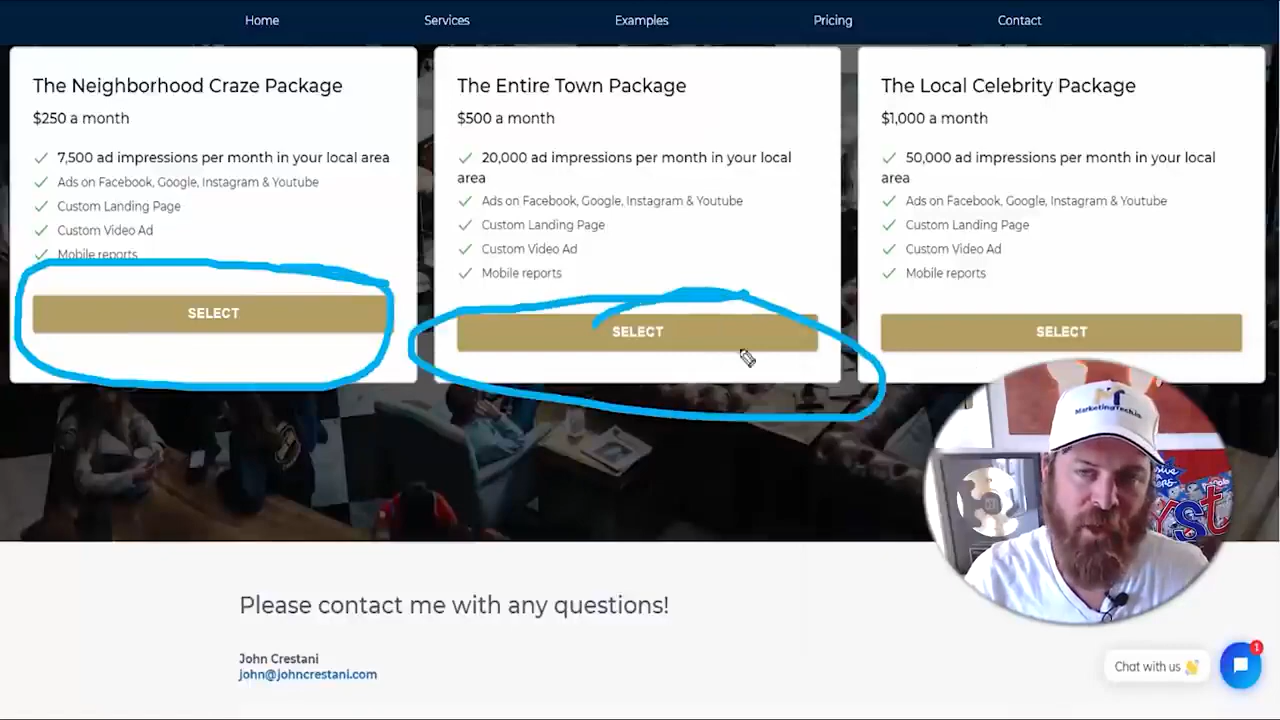 Home Services Examples Pricing Contact
The Neighborhood Craze Package
$250 a month
7,500 ad impressions per month in your local area
Ads on Facebook, Google, Instagram & Youtube
Custom Landing Page
Custom Video Ad
Mobile reports
SELECT
The Entire Town Package
$500 a month
20,000 ad impressions per month in your local
area
Ads on Facebook, Google, Instagram & Youtube
Custom Landing Page
Custom Video Ad
Mobile reports
SELECT
The Local Celebrity Package
$1,000 a month
50,000 ad impressions per month in your local
area
Ads on Facebook, Google, Instagram & Youtube
Custom Landing Page
Custom Video Ad
Mobile reports
SELECT
MT
MarketingTech.io
Please contact me with any questions!
John Crestani
john@johncrestani.com
Chat with us 👋
1